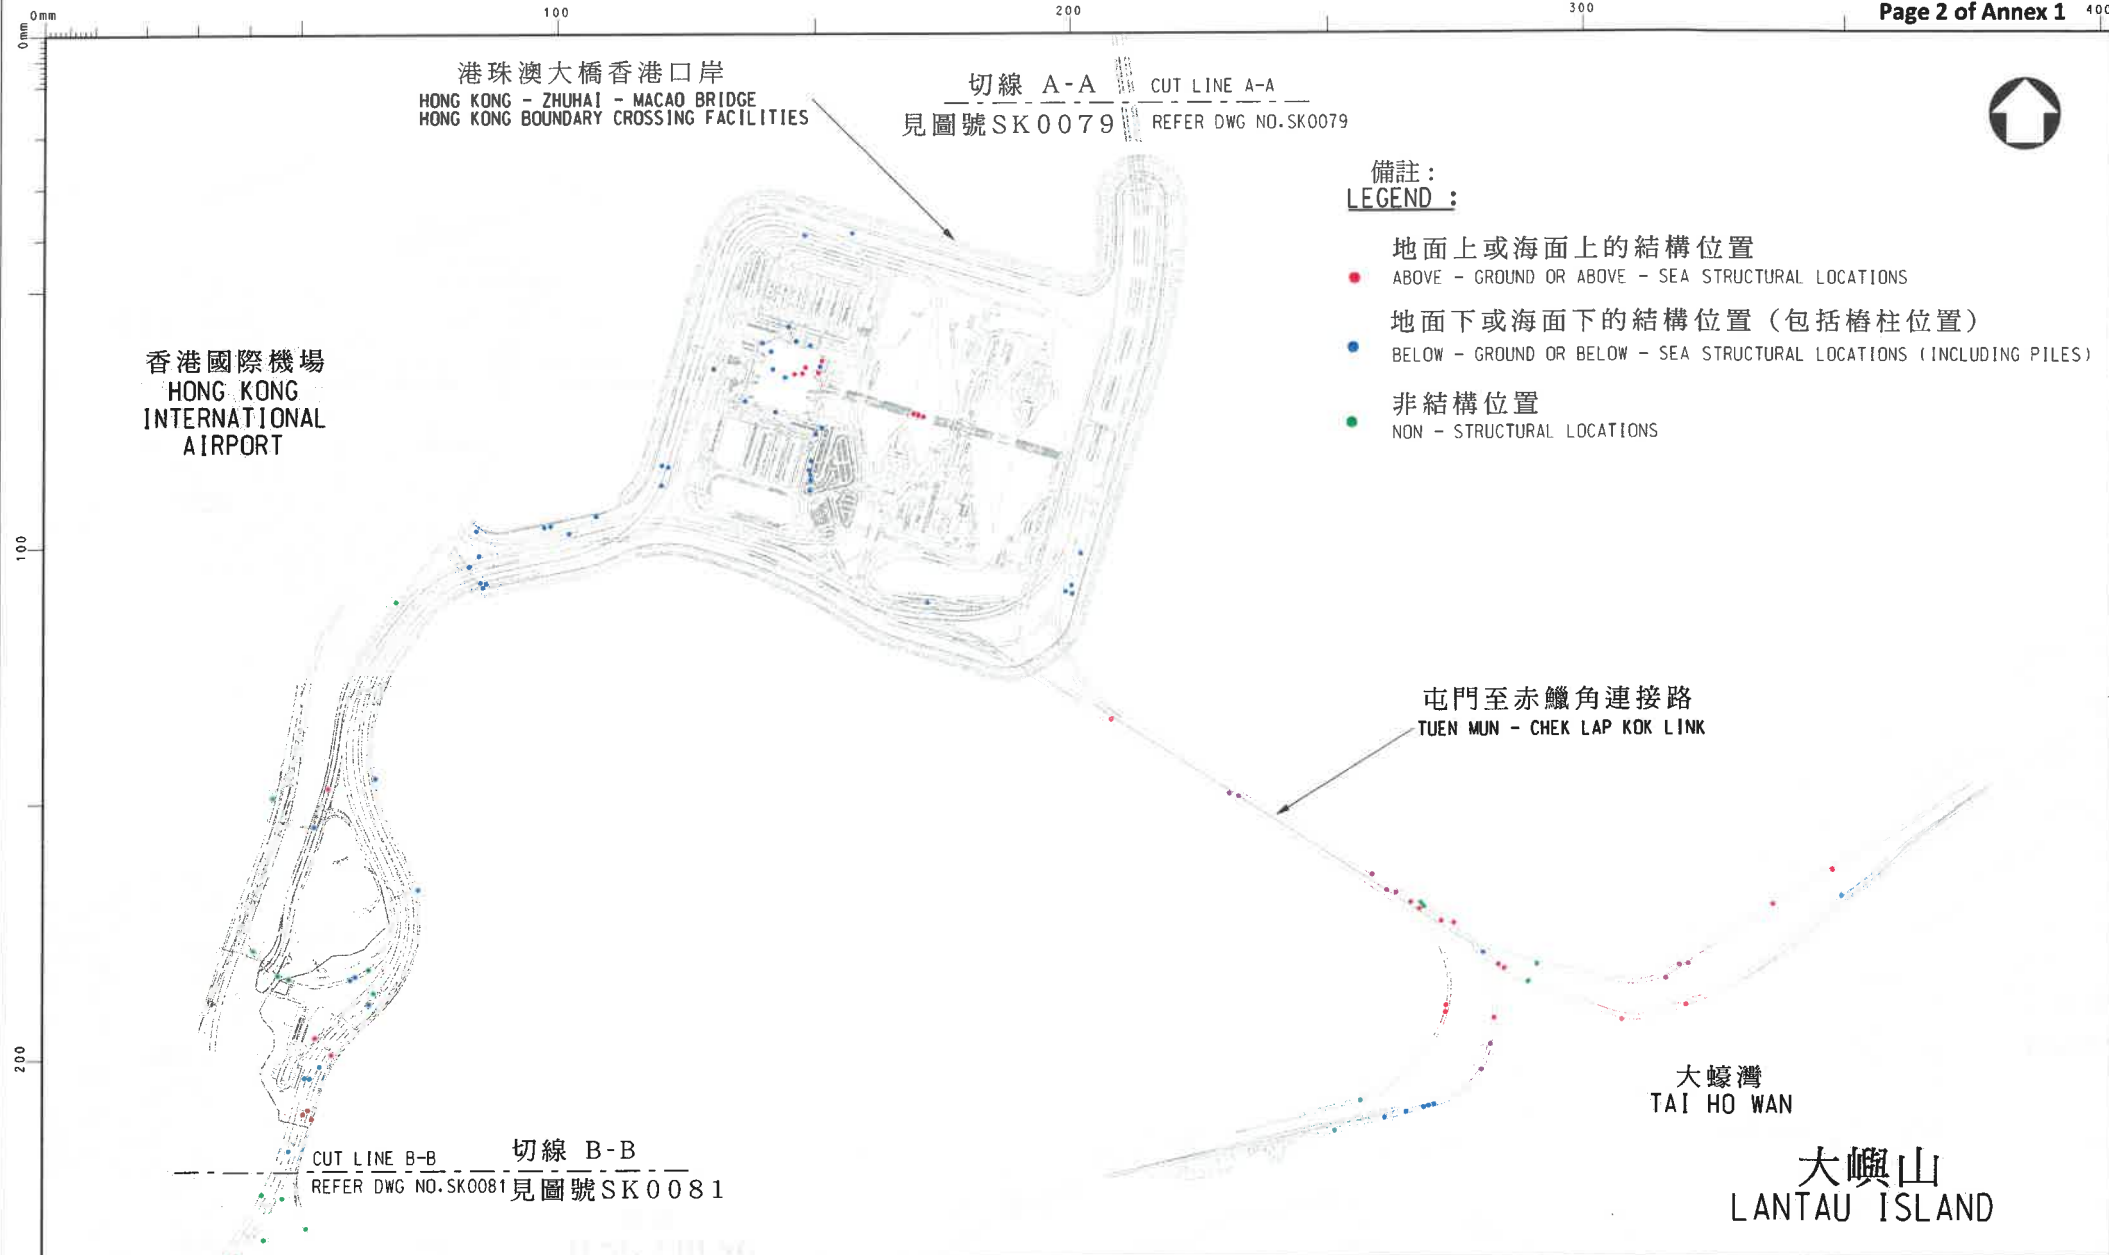 0mm
100
200
300
400
Page 2 of Annex 1
0mm
100
200
港珠澳大橋香港口岸
HONG KONG - ZHUHAI - MACAO BRIDGE
HONG KONG BOUNDARY CROSSING FACILITIES
切線 A-A
CUT LINE A-A
見圖號SK0079
REFER DWG NO.SK0079
備註:
LEGEND :
地面上或海面上的結構位置
ABOVE - GROUND OR ABOVE - SEA STRUCTURAL LOCATIONS
地面下或海面下的結構位置 (包括樁柱位置)
BELOW - GROUND OR BELOW - SEA STRUCTURAL LOCATIONS (INCLUDING PILES)
非結構位置
NON - STRUCTURAL LOCATIONS
香港國際機場
HONG KONG
INTERNATIONAL
AIRPORT
屯門至赤鱲角連接路
TUEN MUN - CHEK LAP KOK LINK
大蠔灣
TAI HO WAN
大嶼山
LANTAU ISLAND
CUT LINE B-B
切線 B-B
REFER DWG NO.SK0081
見圖號SK0081